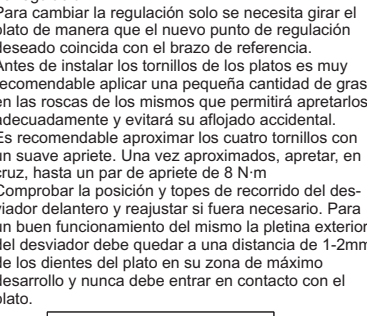 Para cambiar la regulación solo se necesita girar el
plato de manera que el nuevo punto de regulación
deseado coincida con el brazo de referencia.
Antes de instalar los tornillos de los platos es muy
recomendable aplicar una pequeña cantidad de gras
en las roscas de los mismos que permitirá apretarlos
adecuadamente y evitará su aflojado accidental.
Es recomendable aproximar los cuatro tornillos con
un suave apriete. Una vez aproximados, apretar, en
cruz, hasta un par de apriete de 8 N·m
Comprobar la posición y topes de recorrido del des-
viador delantero y reajustar si fuera necesario. Para
un buen funcionamiento del mismo la pletina exterior
del desviador debe quedar a una distancia de 1-2mm
de los dientes del plato en su zona de máximo
desarrollo y nunca debe entrar en contacto con el
plato.